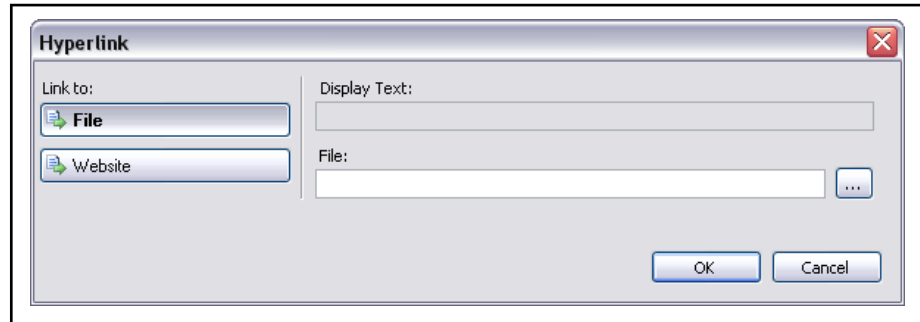 Hyperlink
Link to:
File
Website
Display Text:
File:
...
OK
Cancel